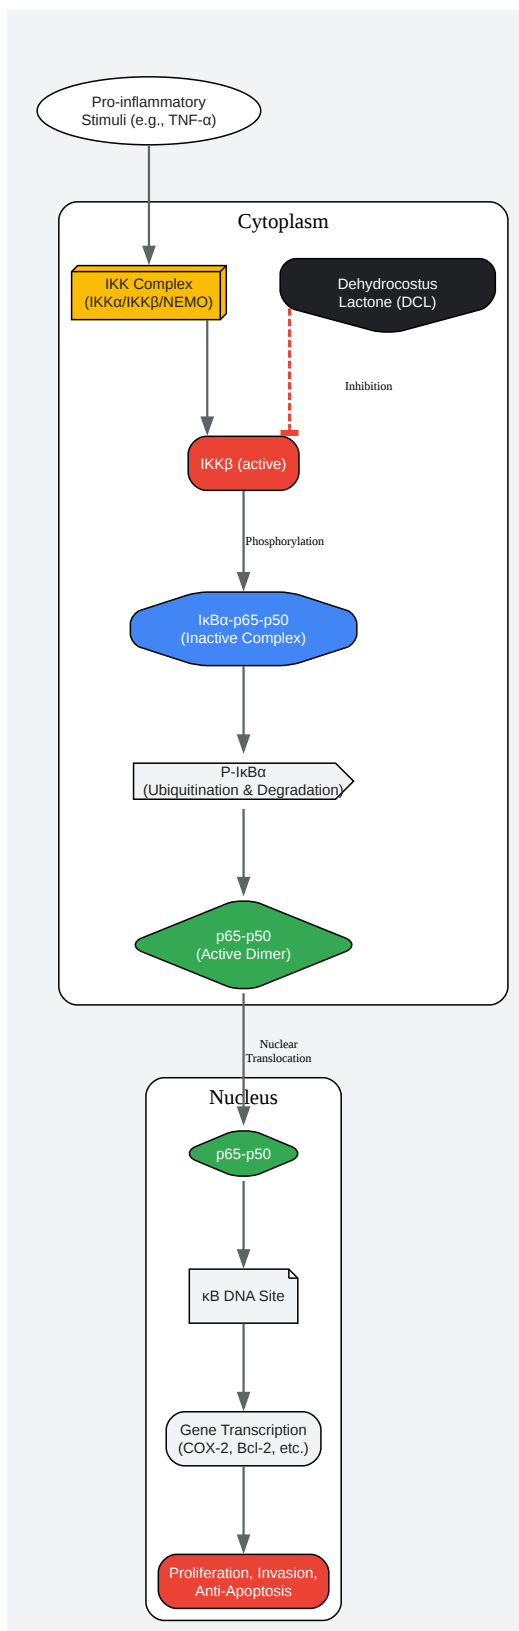 Pro-inflammatory
Stimuli (e.g., TNF-α)
Cytoplasm
IKK Complex
(IKKα/IKKβ/NEMO)
Dehydrocostus
Lactone (DCL)
Inhibition
IKKβ (active)
Phosphorylation
IκBα-p65-p50
(Inactive Complex)
P-IκBα
(Ubiquitination & Degradation)
p65-p50
(Active Dimer)
Nuclear
Translocation
Nucleus
p65-p50
κB DNA Site
Gene Transcription
(COX-2, Bcl-2, etc.)
Proliferation, Invasion,
Anti-Apoptosis